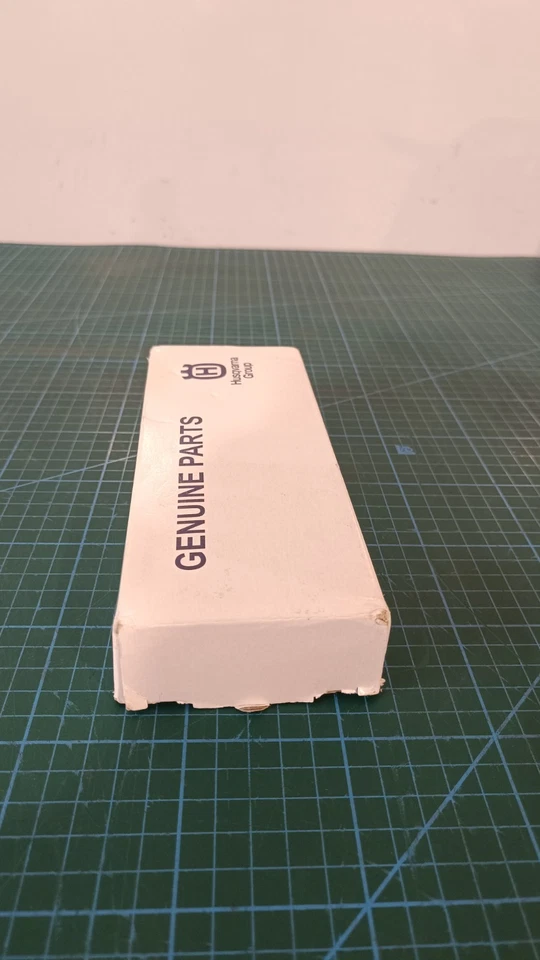 GENUINE PARTS
H
Husqvarna
Group